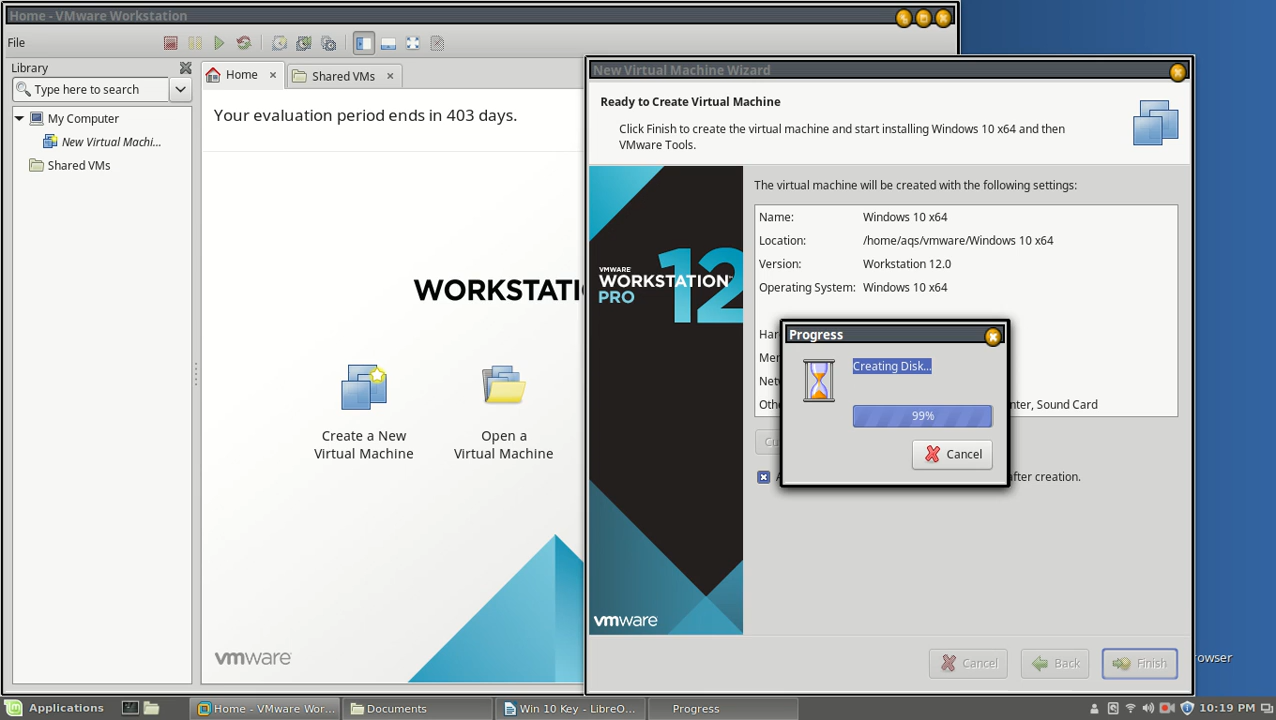 Home - VMware Workstation
File
Library
Type here to search
My Computer
New Virtual Machi...
Shared VMs
Home
Shared VMs
Your evaluation period ends in 403 days.
WORKSTATI
Create a New
Virtual Machine
Open a
Virtual Machine
vmware
New Virtual Machine Wizard
Ready to Create Virtual Machine
Click Finish to create the virtual machine and start installing Windows 10 x64 and then
VMware Tools.
VMWARE
WORKSTATION
PRO
12
vmware
The virtual machine will be created with the following settings:
Name: Windows 10 x64
Location: /home/aqs/vmware/Windows 10 x64
Version: Workstation 12.0
Operating System: Windows 10 x64
Har
Me
Net
Oth
nter, Sound Card
Cu
after creation.
Progress
Creating Disk...
99%
Cancel
Cancel
Back
Finish
rowser
Applications
Home - VMware Wor...
Documents
Win 10 Key - LibreO...
Progress
10:19 PM